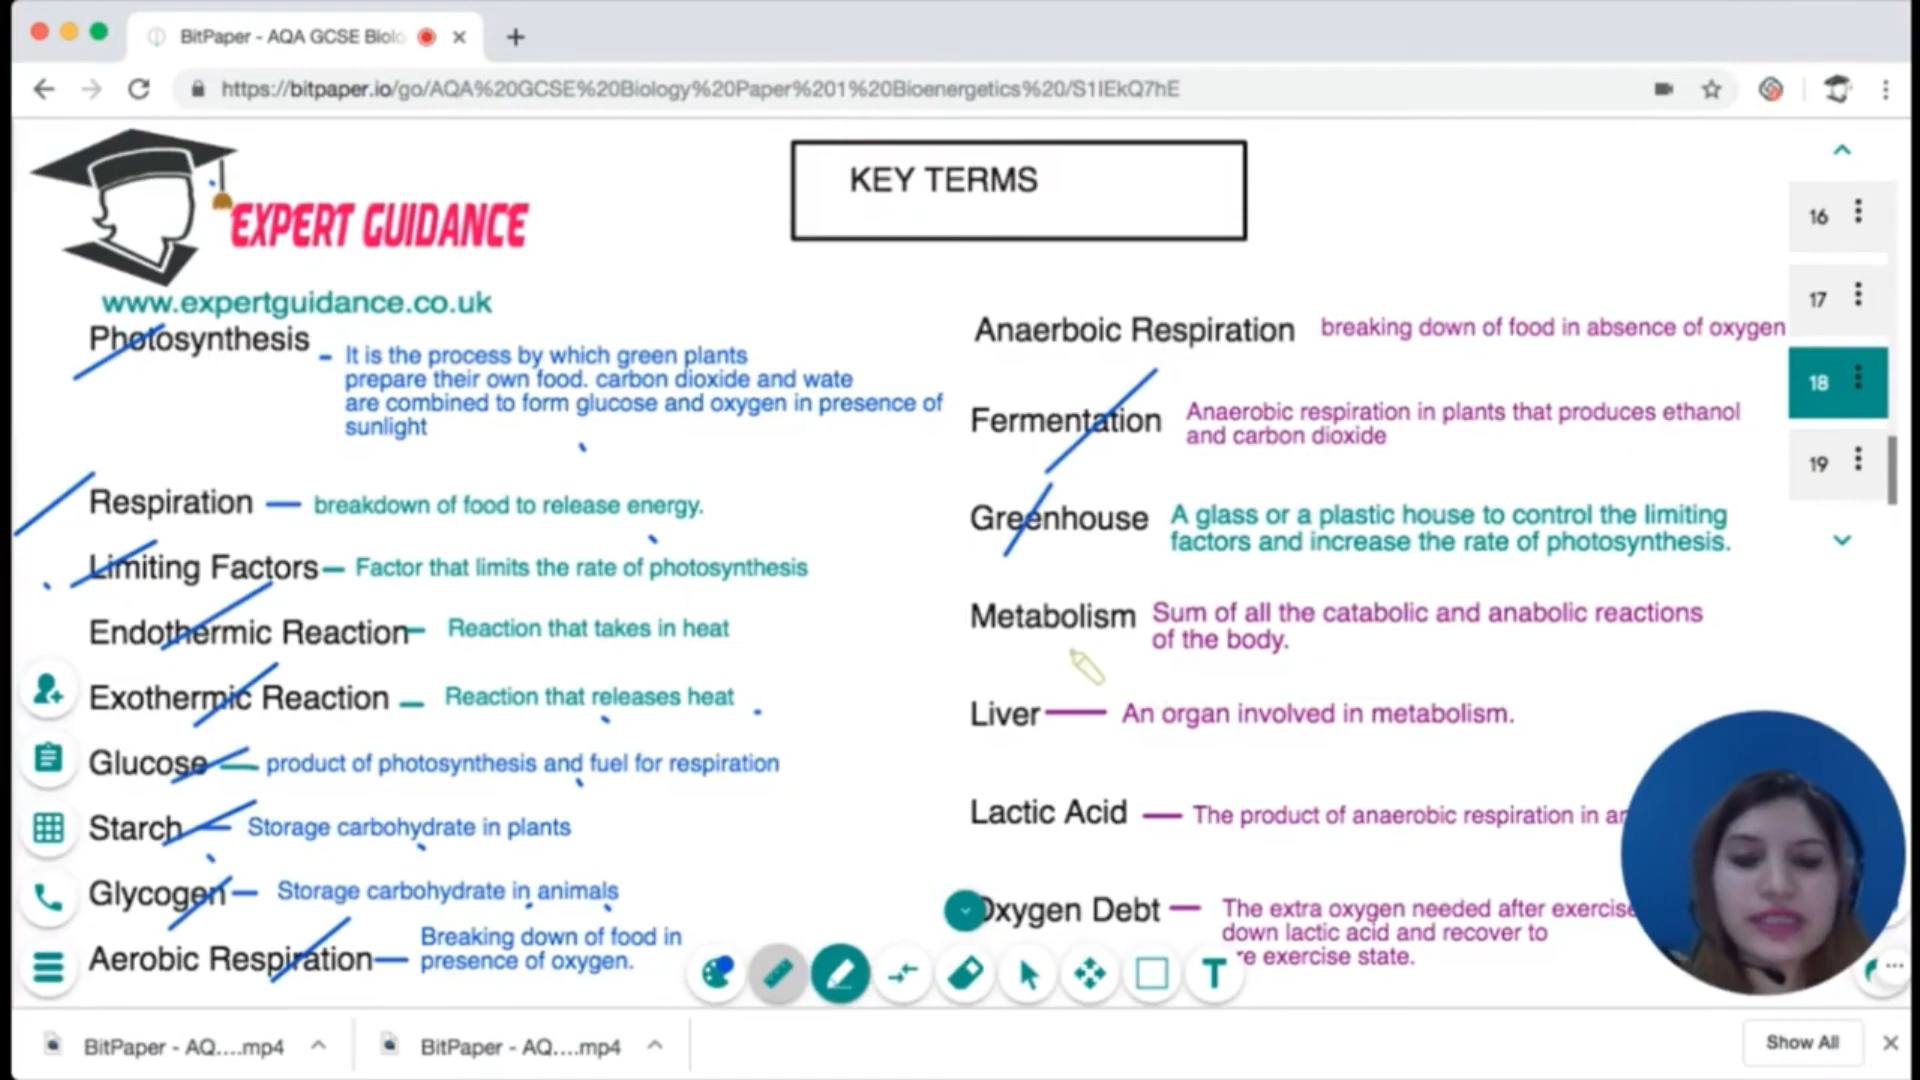 BitPaper - AQA GCSE Biolo
https://bitpaper.io/go/AQA%20GCSE%20Biology%20Paper%201%20Bioenergetics%20/S1IEkQ7hE
EXPERT GUIDANCE
www.expertguidance.co.uk
KEY TERMS
Photosynthesis
It is the process by which green plants
prepare their own food. carbon dioxide and wate
are combined to form glucose and oxygen in presence of
sunlight
Respiration
breakdown of food to release energy.
Limiting Factors
Factor that limits the rate of photosynthesis
Endothermic Reaction
Reaction that takes in heat
Exothermic Reaction
Reaction that releases heat
Glucose
product of photosynthesis and fuel for respiration
Starch
Storage carbohydrate in plants
Glycogen
Storage carbohydrate in animals
Aerobic Respiration
Breaking down of food in
presence of oxygen.
Anaerboic Respiration
breaking down of food in absence of oxygen
Fermentation
Anaerobic respiration in plants that produces ethanol
and carbon dioxide
Greenhouse
A glass or a plastic house to control the limiting
factors and increase the rate of photosynthesis.
Metabolism
Sum of all the catabolic and anabolic reactions
of the body.
Liver
An organ involved in metabolism.
Lactic Acid
The product of anaerobic respiration in
Oxygen Debt
The extra oxygen needed after exercise
down lactic acid and recover to
re exercise state.
16
17
18
19
T
BitPaper - AQ....mp4
BitPaper - AQ....mp4
Show All